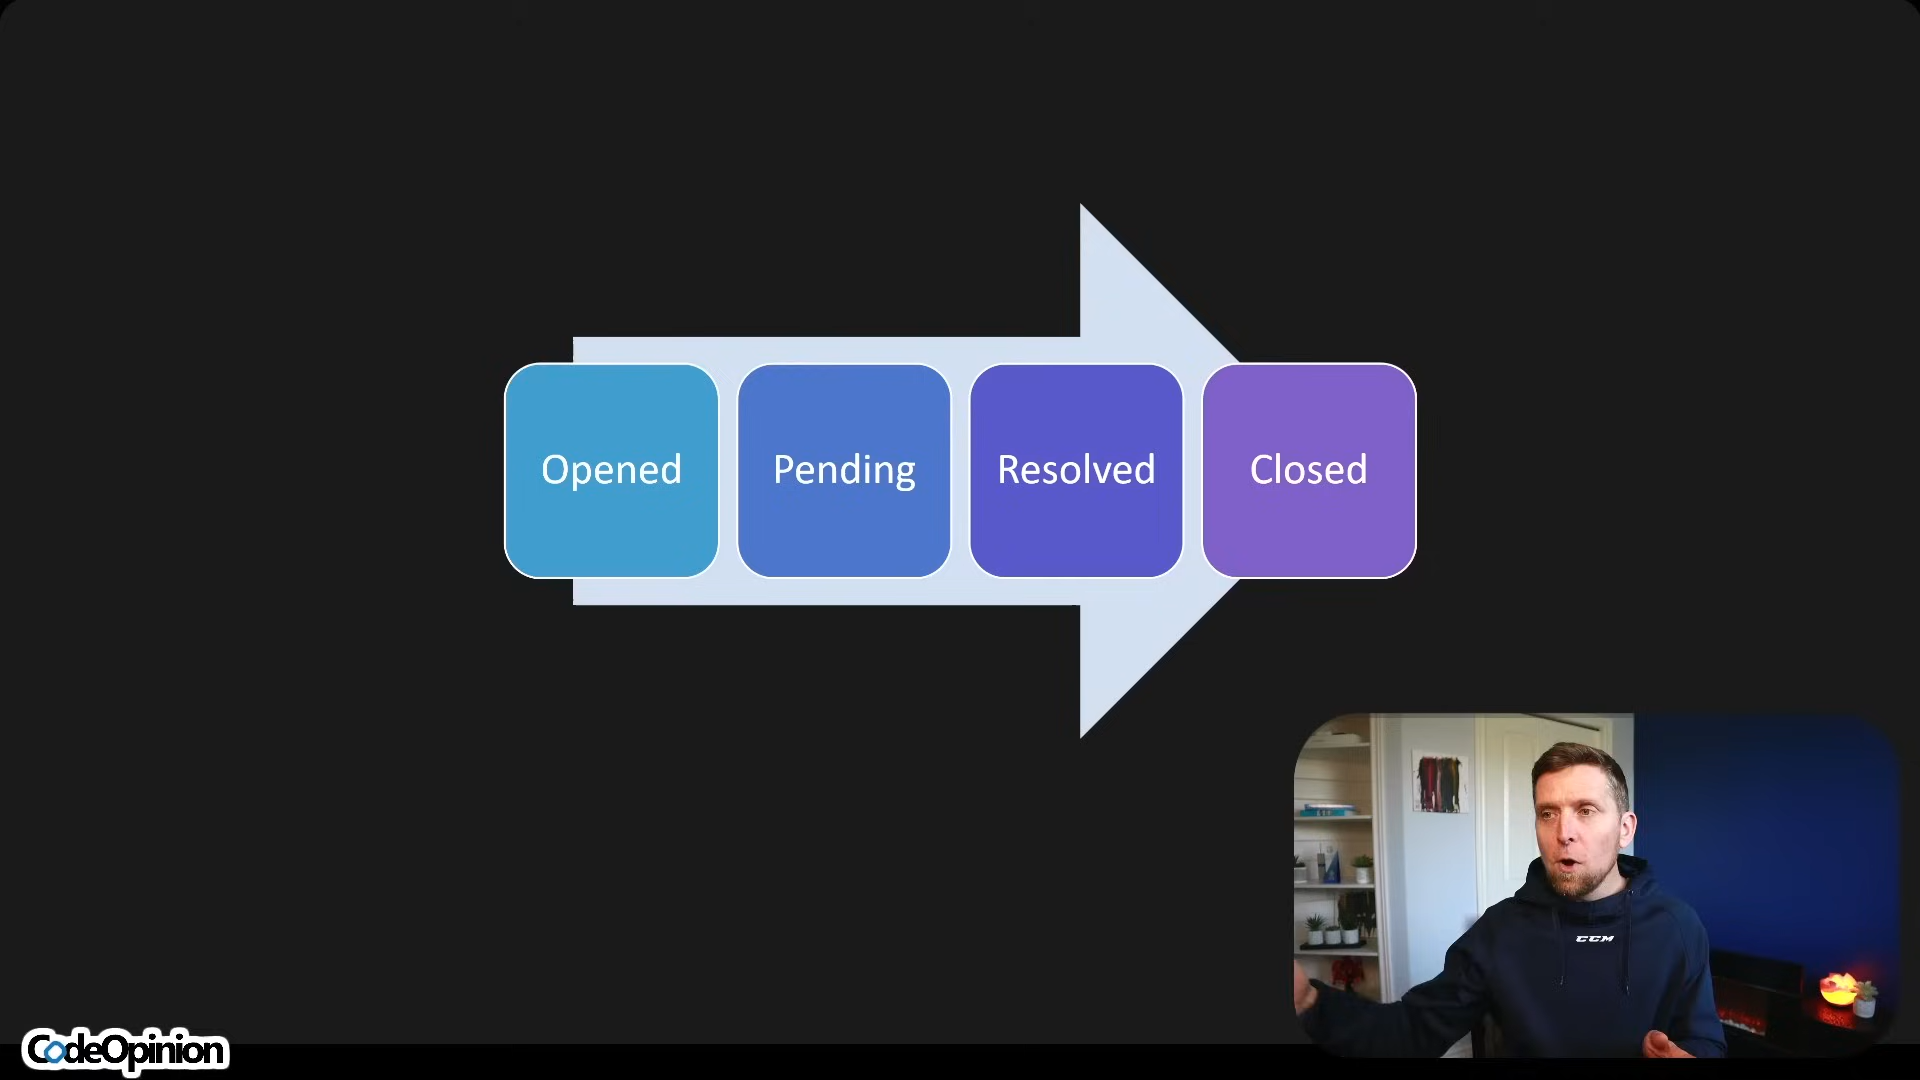 Opened
Pending
Resolved
Closed
CCM
CodeOpinion